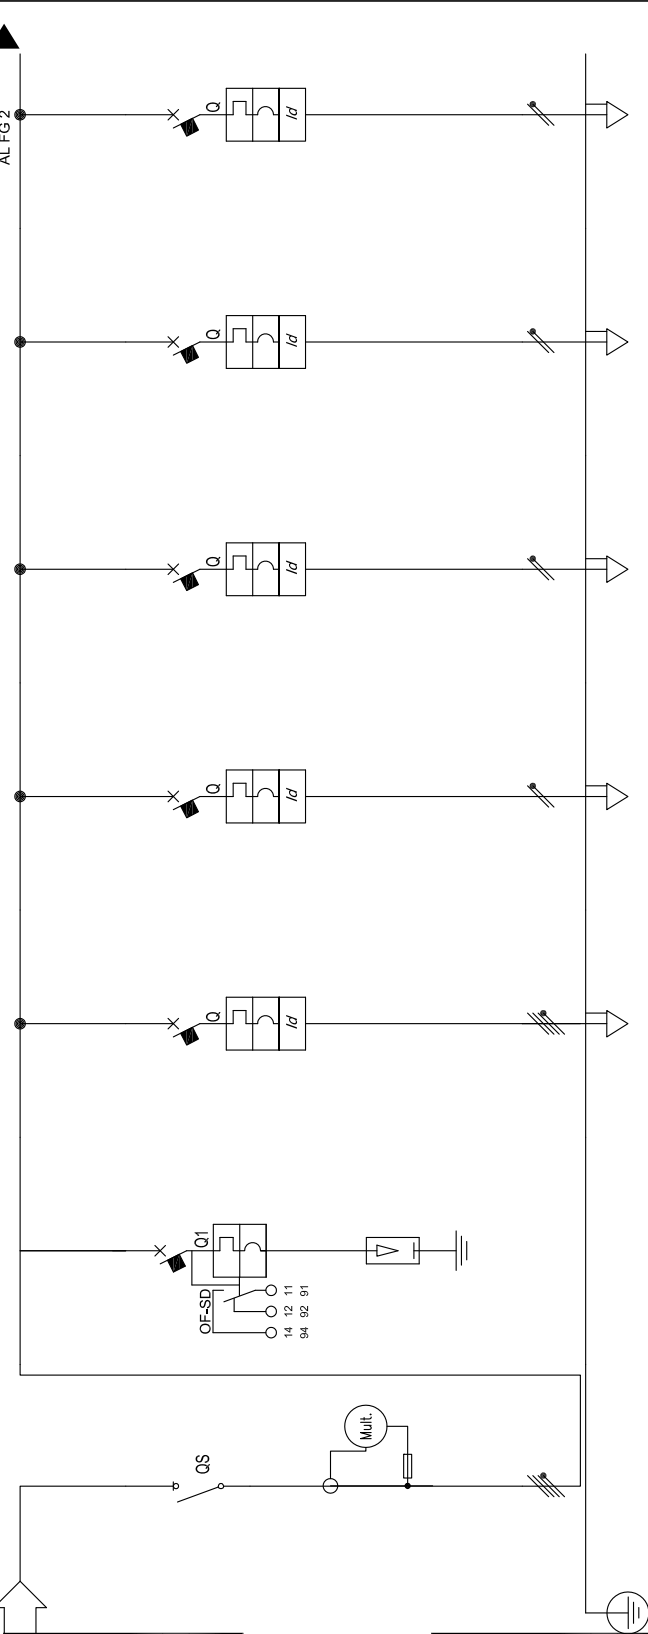 AL FG 2
Q
Id
Q
Id
Q
Id
Q
Id
Q
Id
Q1
OF-SD
11 91
12 92
14 94
Mult.
QS